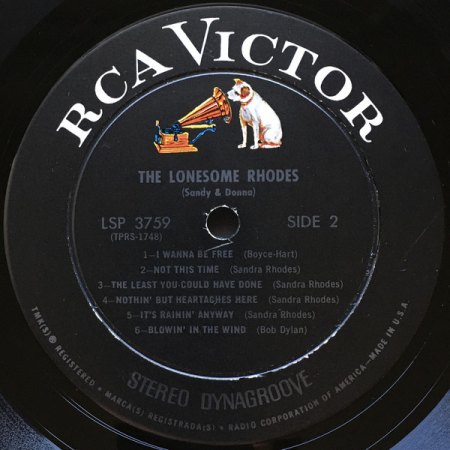 RCA VICTOR
THE LONESOME RHODES
(Sandy & Donna)
LSP 3759
(TPRS-1748)
SIDE 2
1—I WANNA BE FREE (Boyce-Hart)
2—NOT THIS TIME (Sandra Rhodes)
3—THE LEAST YOU COULD HAVE DONE (Sandra Rhodes)
4—NOTHIN' BUT HEARTACHES HERE (Sandra Rhodes)
5—IT'S RAININ' ANYWAY (Sandra Rhodes)
6—BLOWIN' IN THE WIND (Bob Dylan)
STEREO DYNAGROOVE
TMK(S) ® REGISTERED • MARCA(S) REGISTRADA(S) • RADIO CORPORATION OF AMERICA—MADE IN U.S.A.